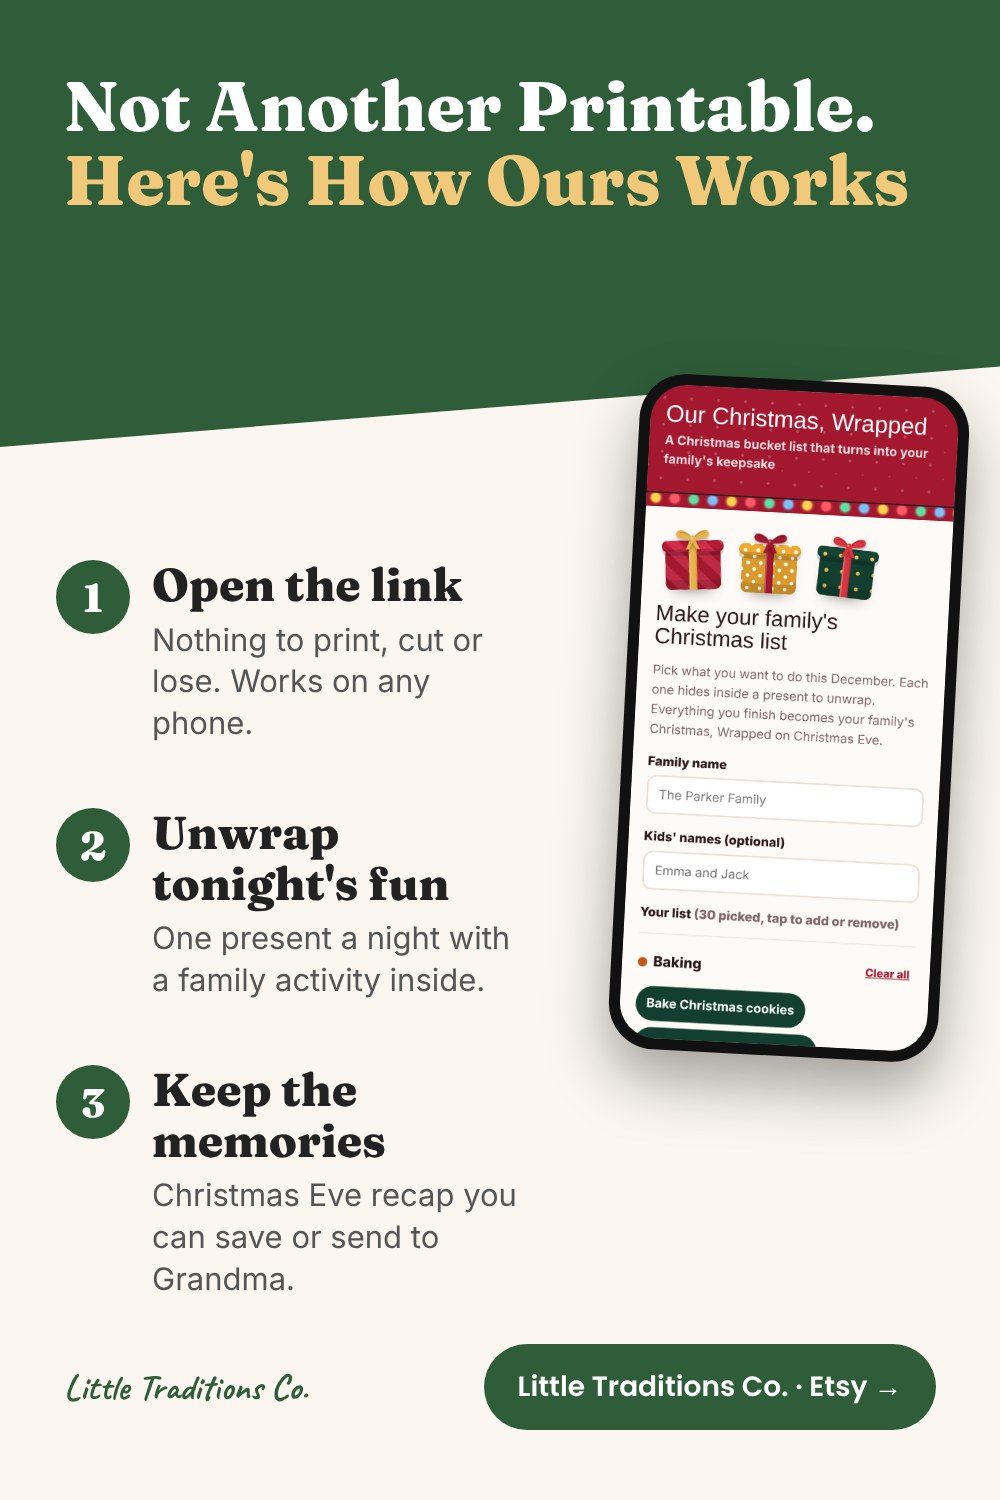 Not Another Printable.
Here's How Ours Works
Our Christmas, Wrapped
A Christmas bucket list that turns into your
family's keepsake
Make your family's
Christmas list
Pick what you want to do this December. Each
one hides inside a present to unwrap.
Everything you finish becomes your family's
Christmas, Wrapped on Christmas Eve.
Family name
The Parker Family
Kids' names (optional)
Emma and Jack
Your list (30 picked, tap to add or remove)
Baking
Clear all
Bake Christmas cookies
1
Open the link
Nothing to print, cut or
lose. Works on any
phone.
2
Unwrap
tonight's fun
One present a night with
a family activity inside.
3
Keep the
memories
Christmas Eve recap you
can save or send to
Grandma.
Little Traditions Co.
Little Traditions Co. · Etsy →